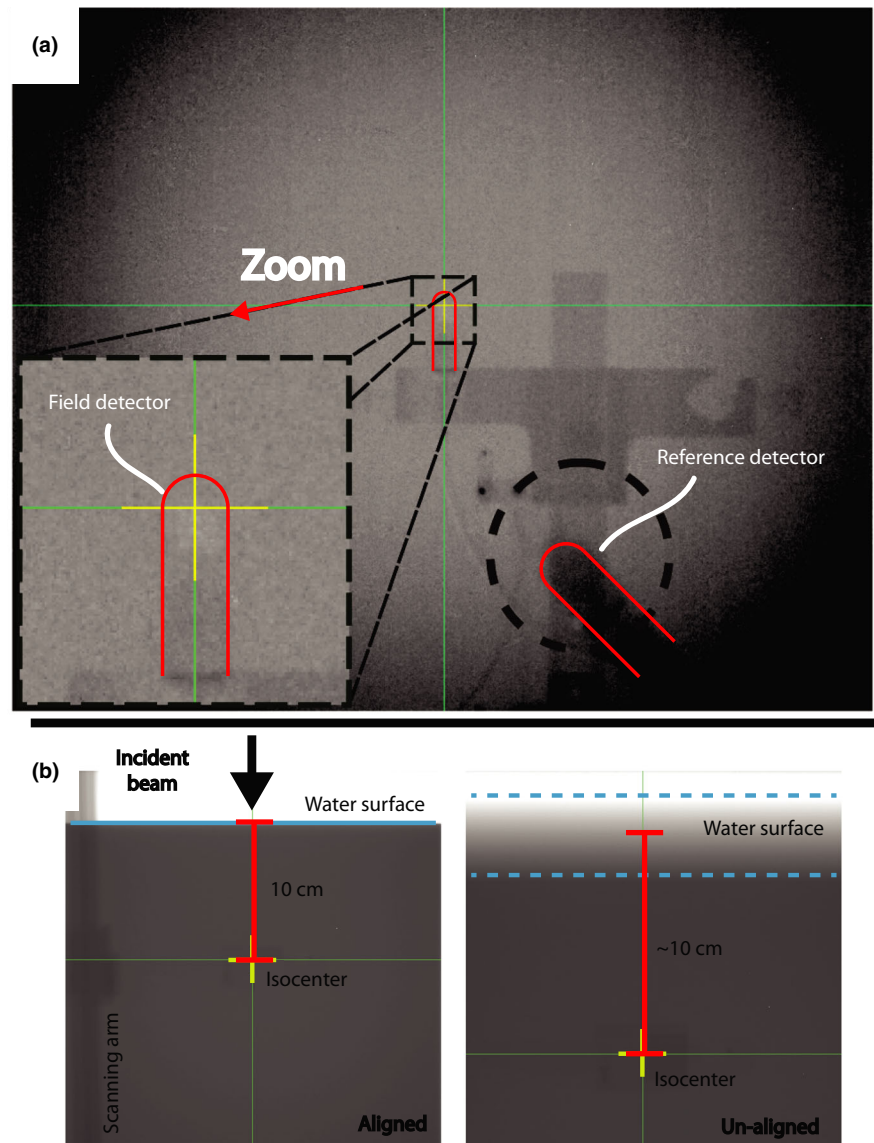 (a)
Zoom
Field detector
Reference detector
(b)
Incident
beam
Water surface
10 cm
Isocenter
Scanning arm
Aligned
Water surface
~10 cm
Isocenter
Un-aligned